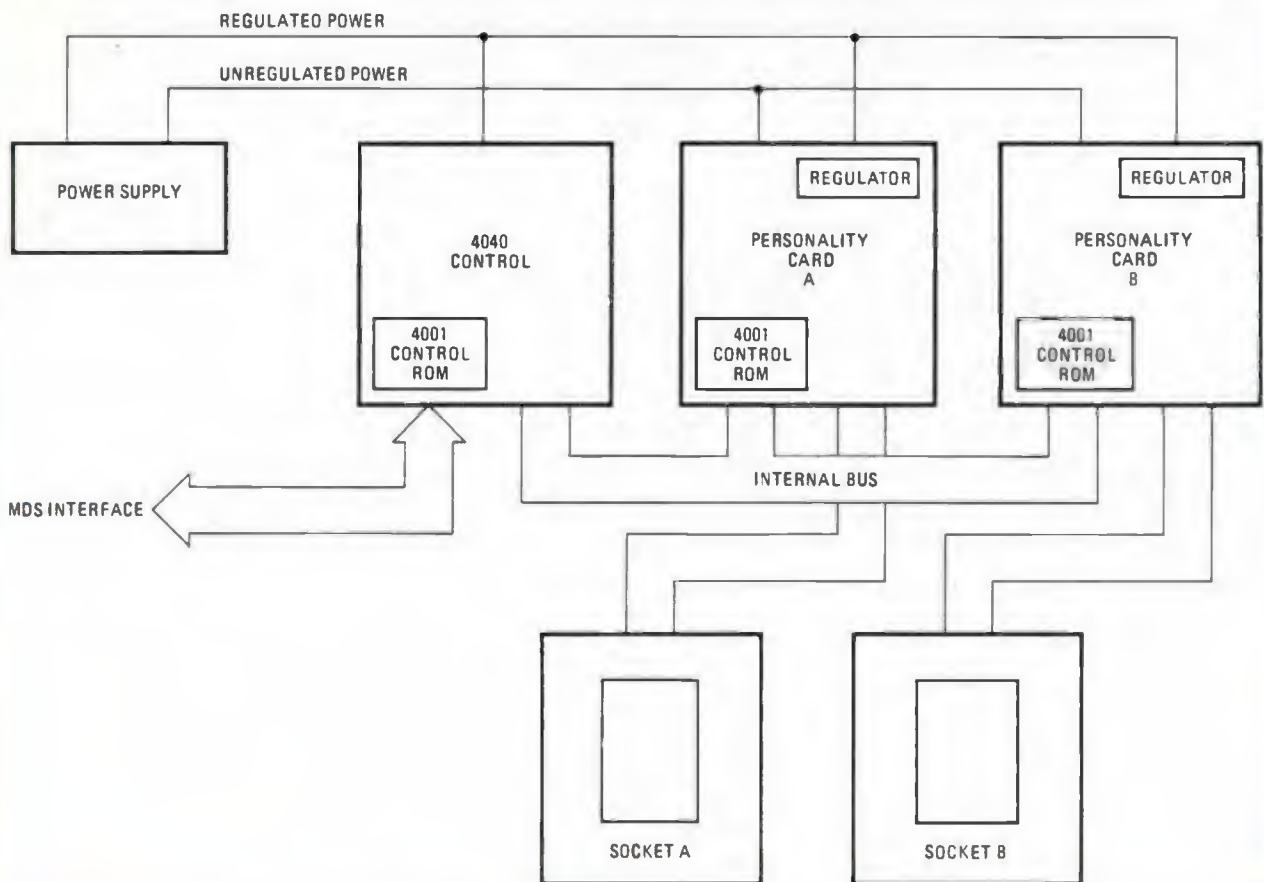 REGULATED POWER
UNREGULATED POWER
POWER SUPPLY
4040
CONTROL
4001
CONTROL
ROM
REGULATOR
PERSONALITY
CARD
A
4001
CONTROL
ROM
REGULATOR
PERSONALITY
CARD
B
4001
CONTROL
ROM
INTERNAL BUS
MDS INTERFACE
SOCKET A
SOCKET B